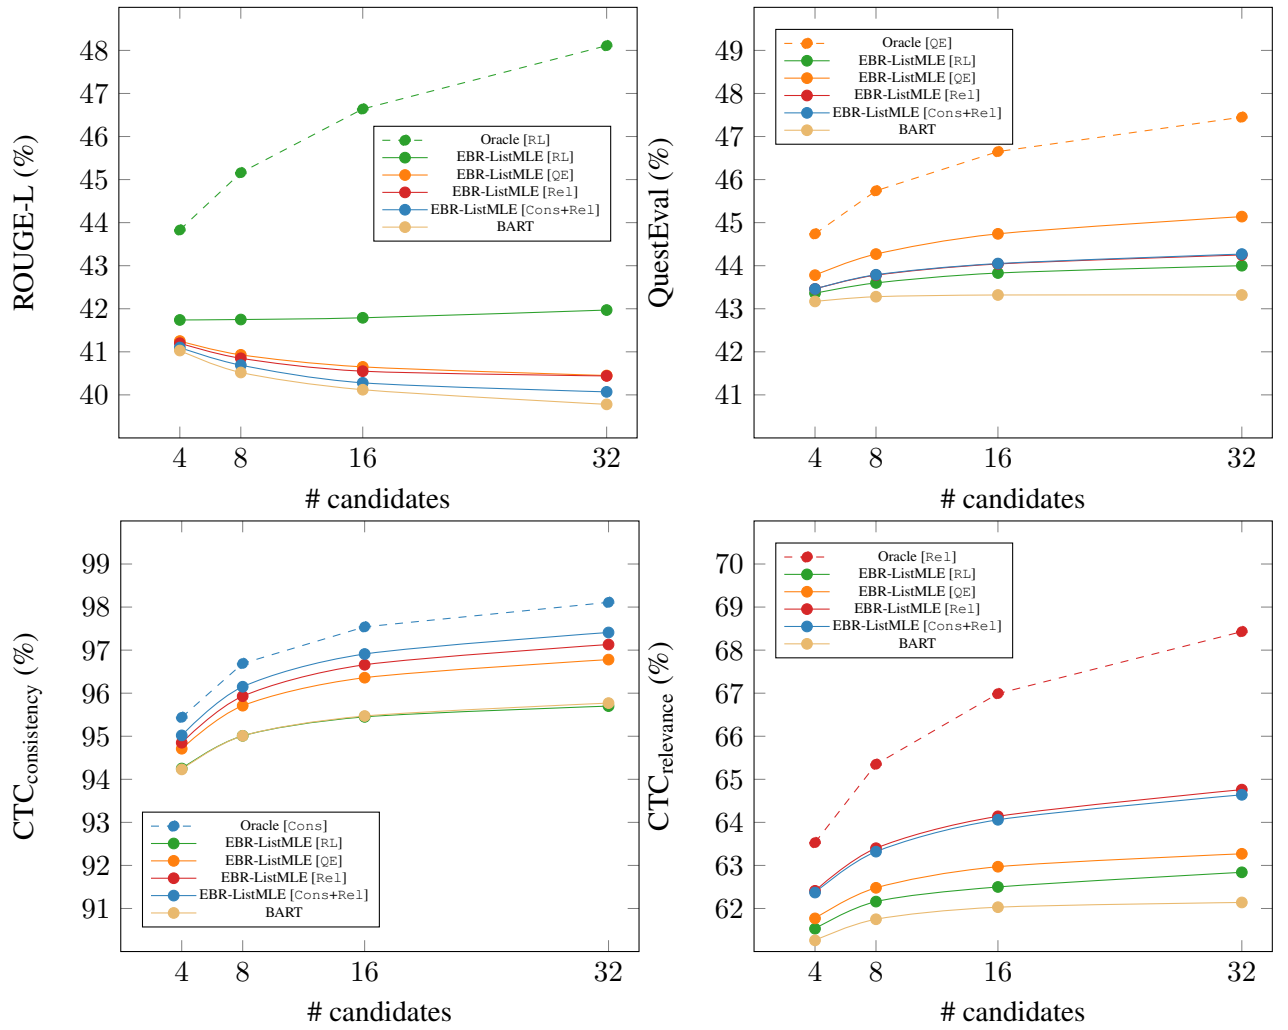 ROUGE-L (%)
48
47
46
45
44
43
42
41
40
Oracle [RL]
EBR-ListMLE [RL]
EBR-ListMLE [QE]
EBR-ListMLE [Rel]
EBR-ListMLE [Cons+Rel]
BART
4 8 16 32
# candidates
QuestEval (%)
49
48
47
46
45
44
43
42
41
Oracle [QE]
EBR-ListMLE [RL]
EBR-ListMLE [QE]
EBR-ListMLE [Rel]
EBR-ListMLE [Cons+Rel]
BART
4 8 16 32
# candidates
CTCconsistency (%)
99
98
97
96
95
94
93
92
91
Oracle [Cons]
EBR-ListMLE [RL]
EBR-ListMLE [QE]
EBR-ListMLE [Rel]
EBR-ListMLE [Cons+Rel]
BART
4 8 16 32
# candidates
CTCrelevance (%)
70
69
68
67
66
65
64
63
62
Oracle [Rel]
EBR-ListMLE [RL]
EBR-ListMLE [QE]
EBR-ListMLE [Rel]
EBR-ListMLE [Cons+Rel]
BART
4 8 16 32
# candidates